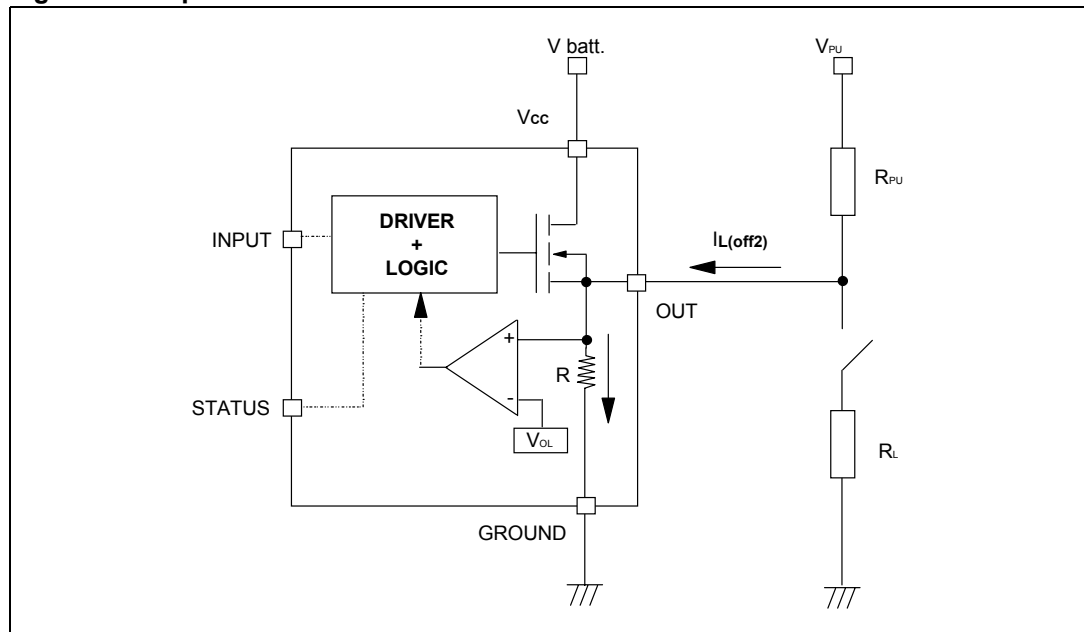 V batt.
VPU
Vcc
RPU
DRIVER
+
LOGIC
INPUT
IL(off2)
OUT
+
R
-
STATUS
VOL
RL
GROUND